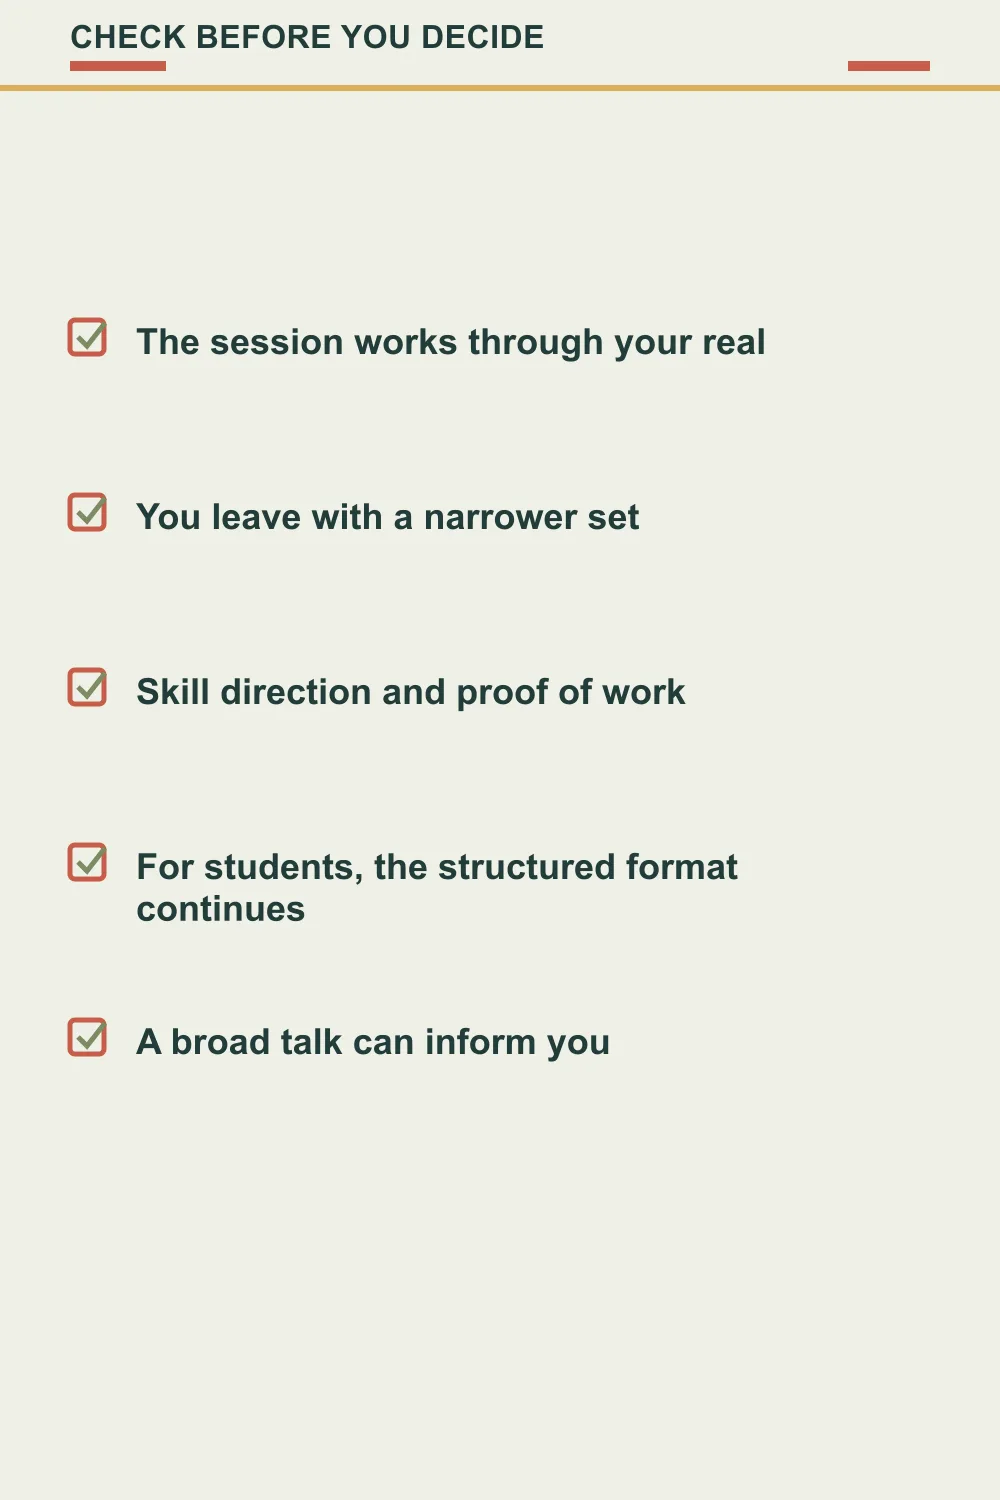 CHECK BEFORE YOU DECIDE
The session works through your real
You leave with a narrower set
Skill direction and proof of work
For students, the structured format
continues
A broad talk can inform you